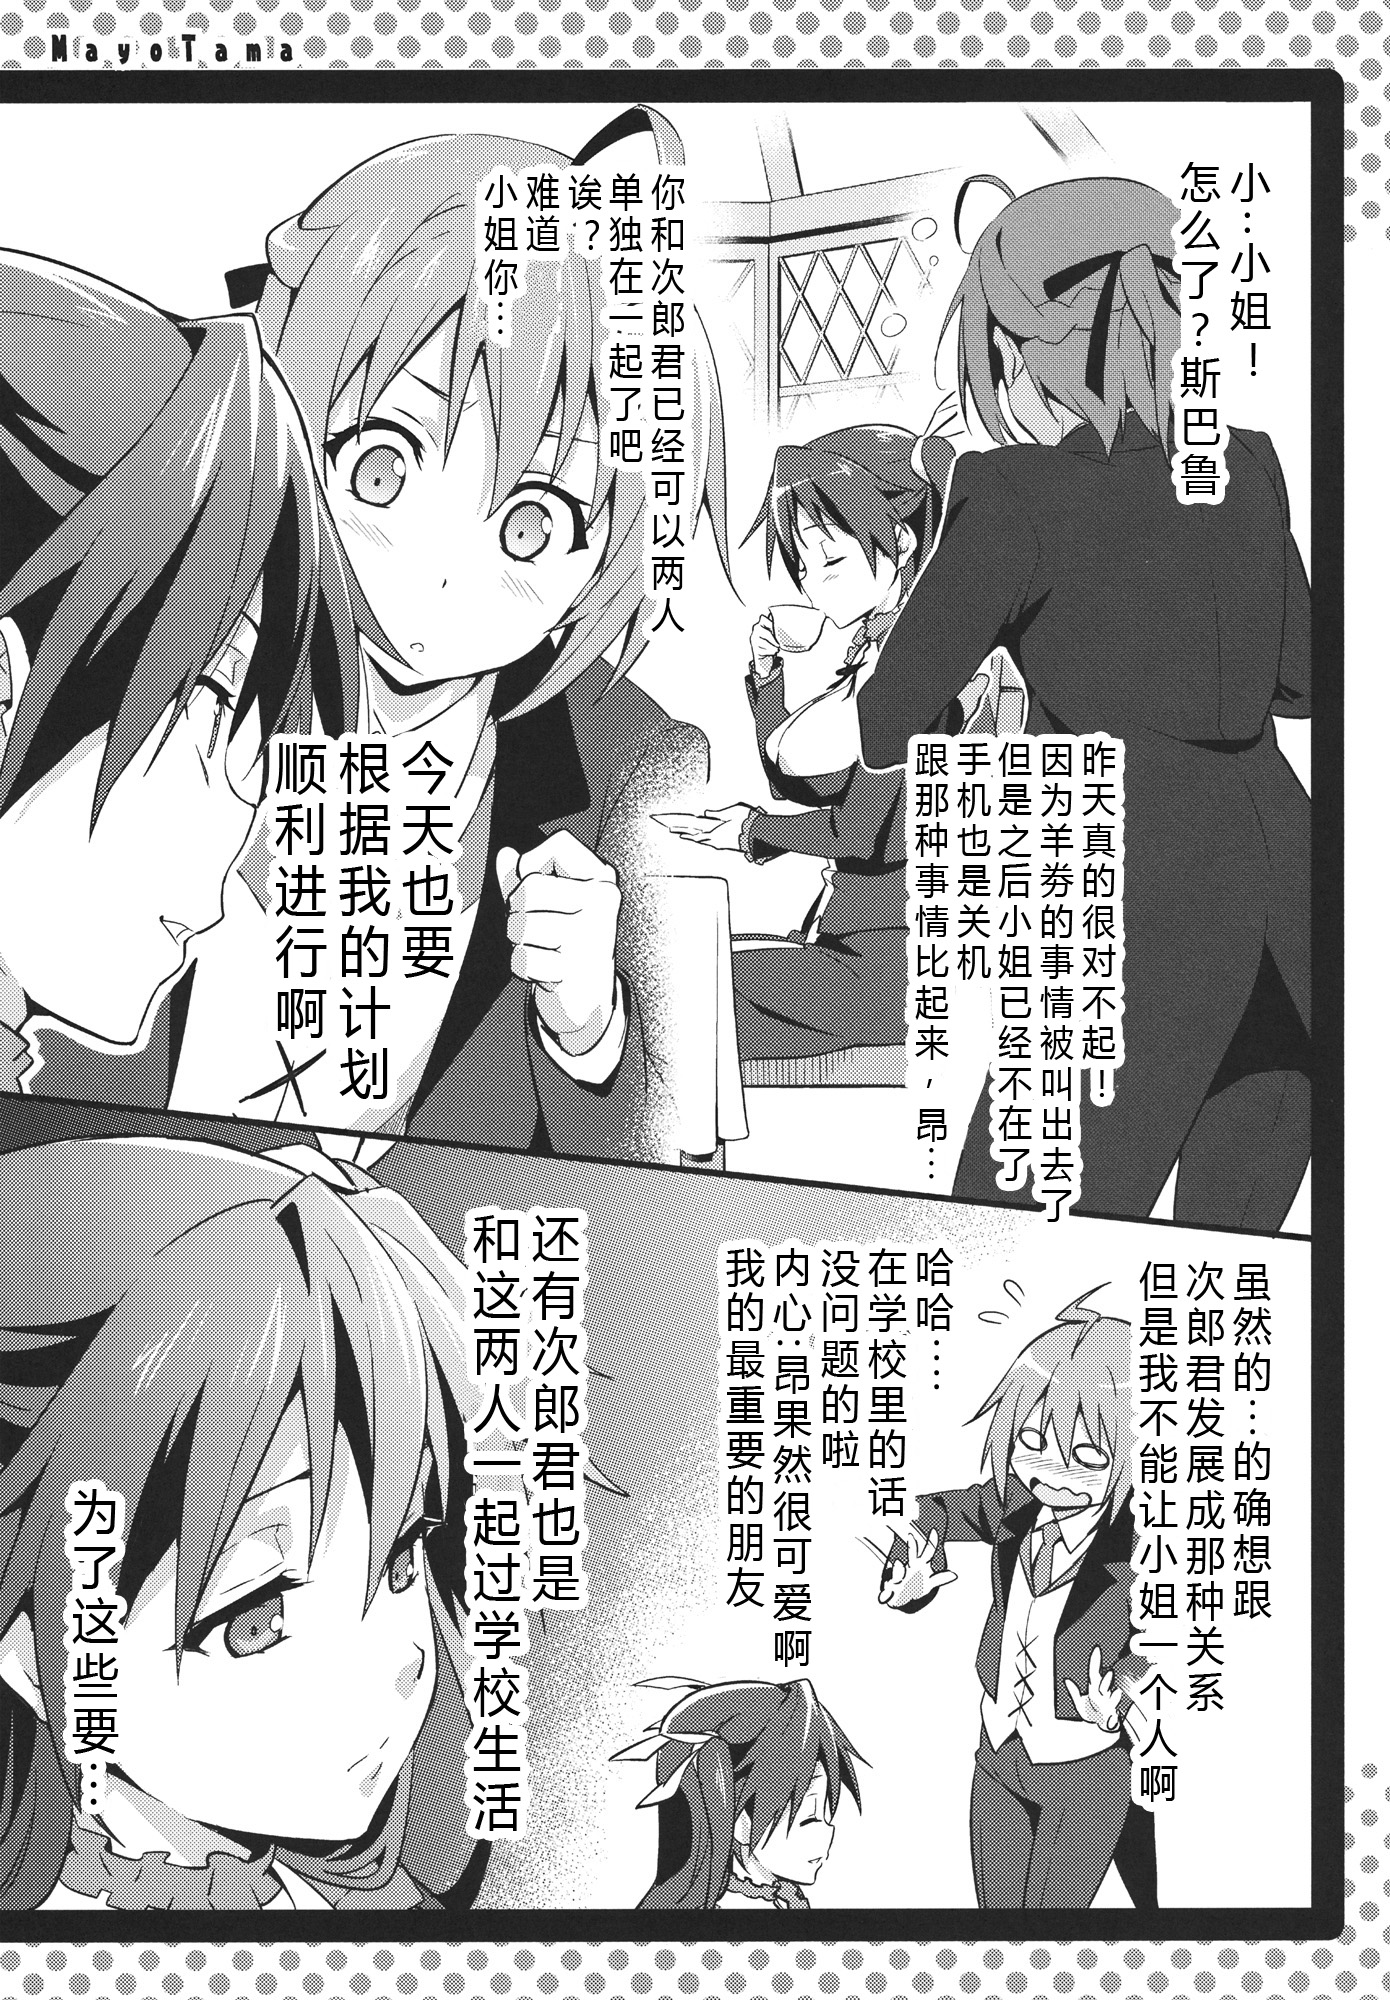 MayoTama
小…小姐！
怎么了？斯巴鲁
昨天真的很对不起！
因为羊劵的事情被叫出去了
但是之后小姐已经不在了
手机也是关机
跟那种事情比起来，昴…
你和次郎君已经可以两人
单独在一起了吧
诶？
难道
小姐你…
今天也要
根据我的计划
顺利进行啊
虽然的…的确想跟
次郎君发展成那种关系
但是我不能让小姐一个人啊
哈哈……
在学校里的话
没问题的啦
内心：昴果然很可爱啊
我的最重要的朋友
还有次郎君也是
和这两人一起过学校生活
为了这些要…